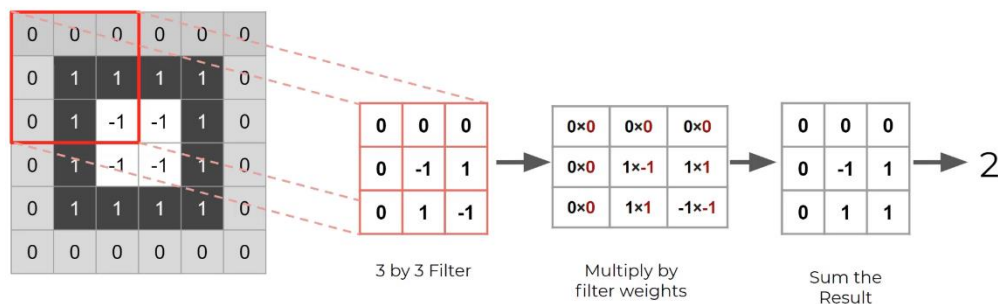 0 0 0 0 0 0
0 1 1 1 1 0
0 1 -1 -1 1 0
0 1 -1 -1 1 0
0 1 1 1 1 0
0 0 0 0 0 0
0 0 0
0 -1 1
0 1 -1
3 by 3 Filter
0×0 0×0 0×0
0×0 1×-1 1×1
0×0 1×1 -1×-1
Multiply by
filter weights
0 0 0
0 -1 1
0 1 1
Sum the
Result
2